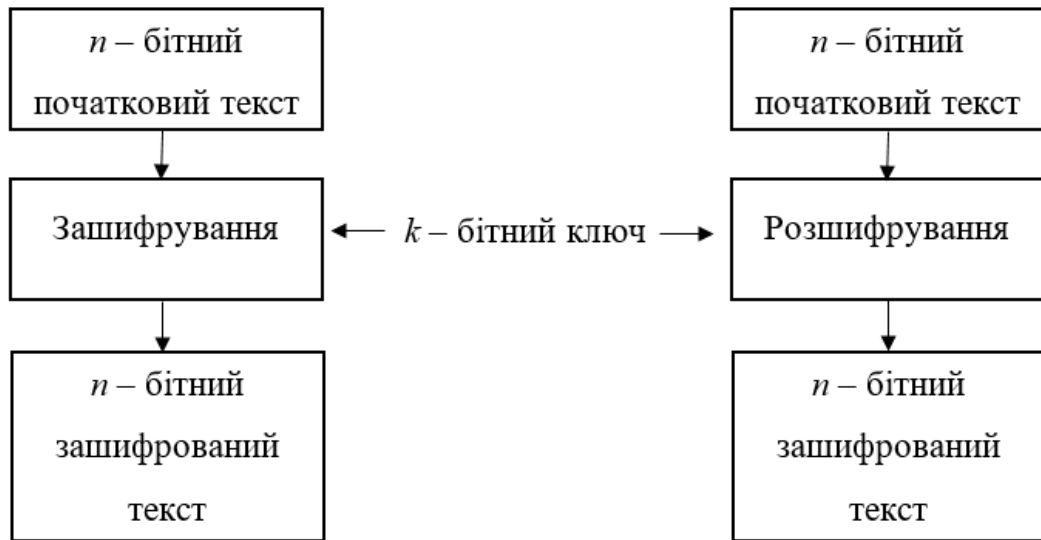 n – бітний
початковий текст
n – бітний
початковий текст
Зашифрування
k – бітний ключ
Розшифрування
n – бітний
зашифрований
текст
n – бітний
зашифрований
текст